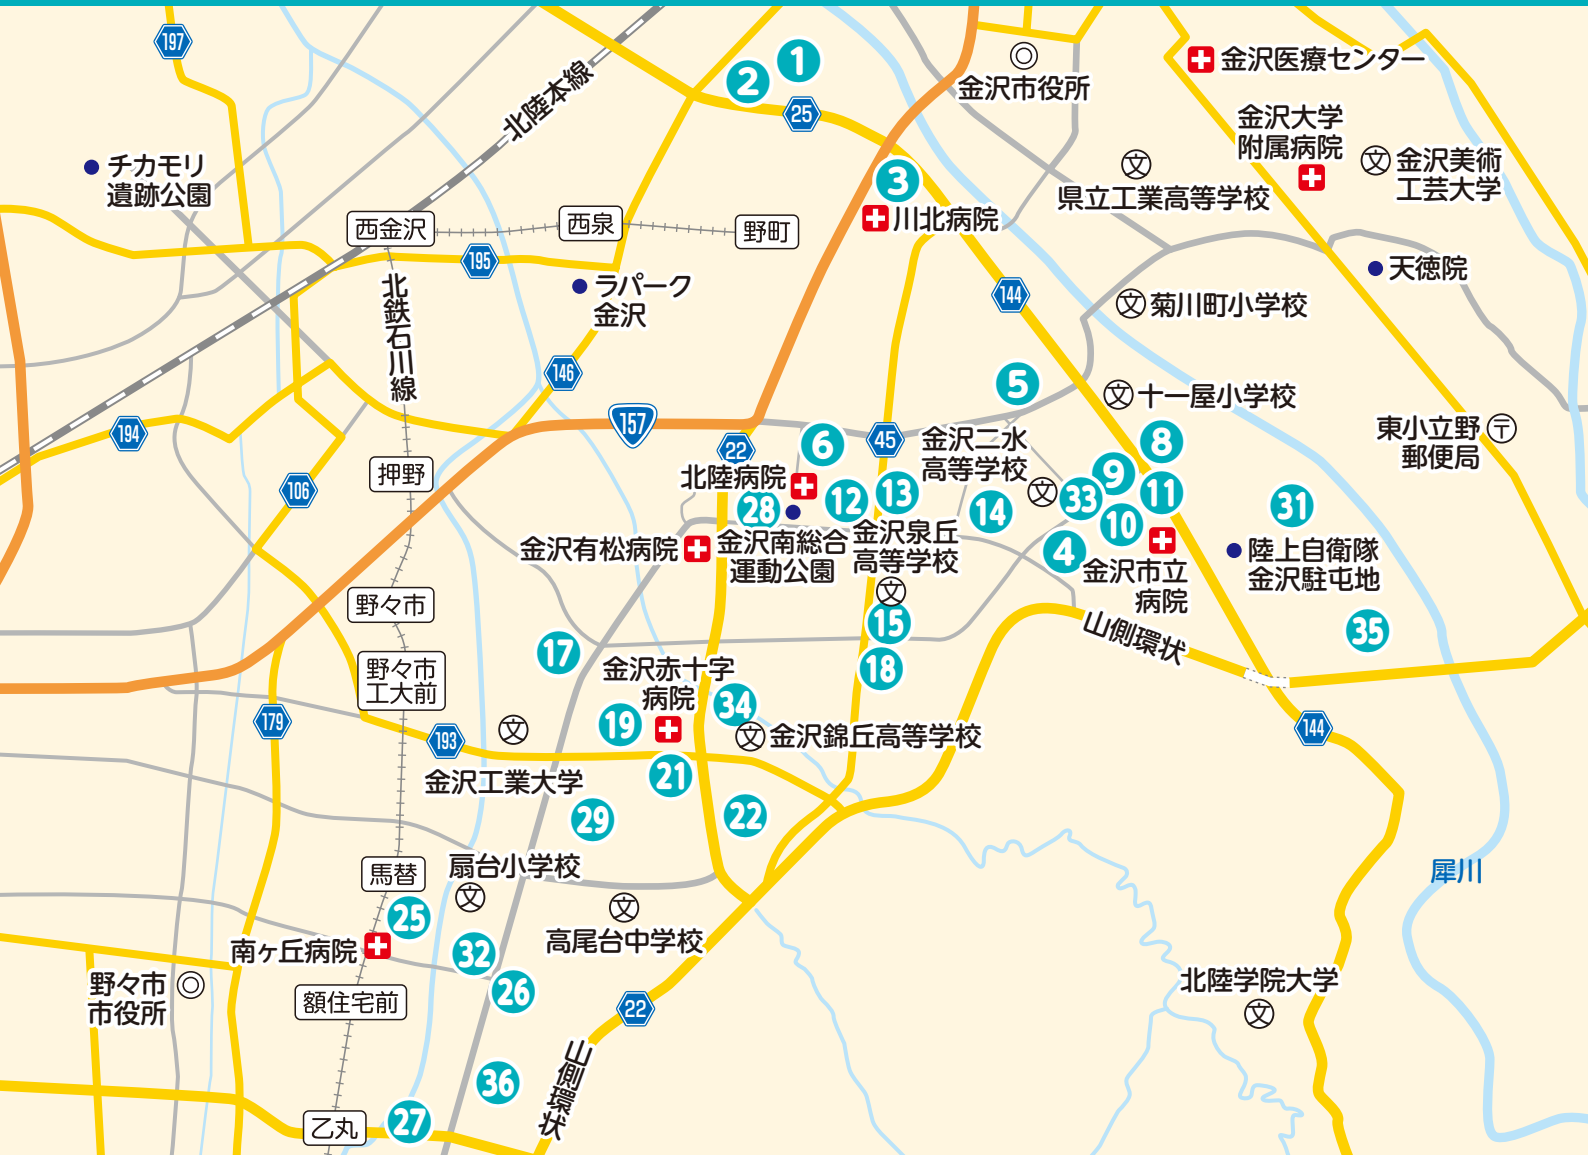 197
1
2
25
北陸本線
金沢市役所
金沢医療センター
金沢大学
附属病院
文
金沢美術
工芸大学
チカモリ
遺跡公園
文
県立工業高等学校
3
川北病院
西金沢
西泉
野町
195
北鉄石川線
ラパーク
金沢
144
文
菊川町小学校
天徳院
146
5
文
十一屋小学校
194
157
22
6
45
金沢二水
高等学校
文
8
東小立野
郵便局
〒
押野
106
北陸病院
28
12
13
14
9
33
11
10
4
31
金沢有松病院
金沢南総合
運動公園
金沢泉丘
高等学校
文
金沢市立
病院
陸上自衛隊
金沢駐屯地
野々市
15
山側環状
35
17
野々市
工大前
金沢赤十字
病院
18
34
19
179
193
文
文
金沢錦丘高等学校
144
金沢工業大学
21
29
22
馬替
扇台小学校
文
犀川
25
文
高尾台中学校
南ヶ丘病院
32
野々市
市役所
額住宅前
26
22
北陸学院大学
文
36
山側環状
乙丸
27